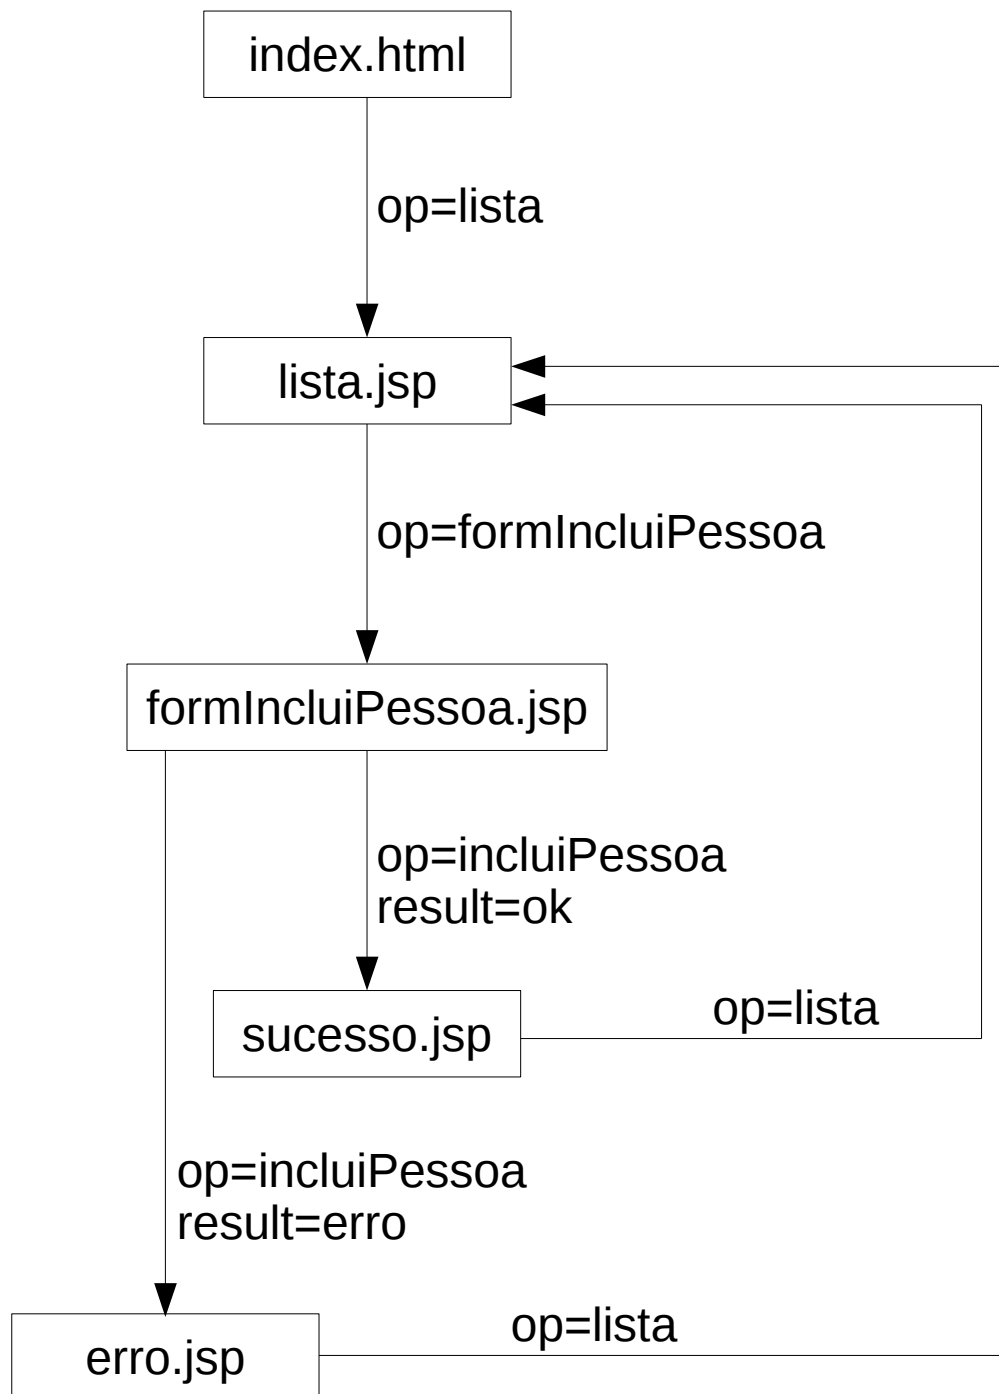 index.html
op=lista
lista.jsp
op=formIncluiPessoa
formIncluiPessoa.jsp
op=incluiPessoa
result=ok
op=lista
sucesso.jsp
op=incluiPessoa
result=erro
op=lista
erro.jsp